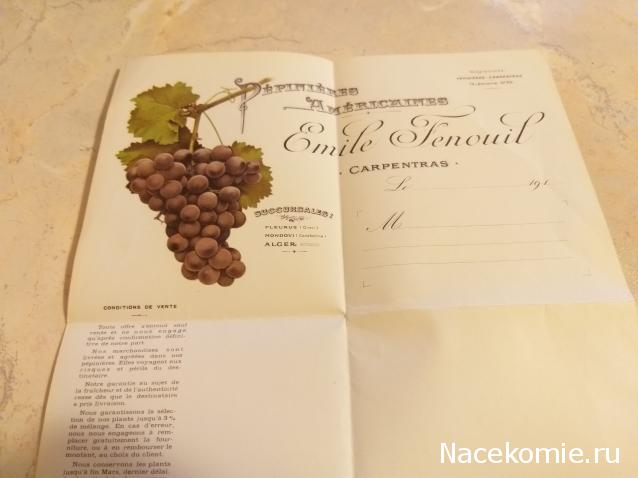 PÉPINIÈRES
AMÉRICAINES
PÉPINIÈRES-CARPENTRAS
Emile Fenouil
· CARPENTRAS ·
Le 191
M
SUCCURSALES:
FLEURUS (Oran)
MONDOVI (Constantine)
ALGER
CONDITIONS DE VENTE
Toute offre s'entend sauf
vente et ne nous engage
qu'après confirmation défini-
tive de notre part.
Nos marchandises sont
livrées et agréées dans nos
pépinières. Elles voyagent aux
risques et périls du des-
tinataire.
Notre garantie au sujet de
la fraîcheur et de l'authenticité
cesse dès que le destinataire
a pris livraison.
Nous garantissons la sélec-
tion de nos plants jusqu'à 3 %
de mélange. En cas d'erreur,
nous nous engageons à rem-
placer gratuitement la four-
niture, ou à en rembourser le
montant, au choix du client.
Nous conservons les plants
jusqu'à fin Mars, dernier délai.
Nacekomie.ru